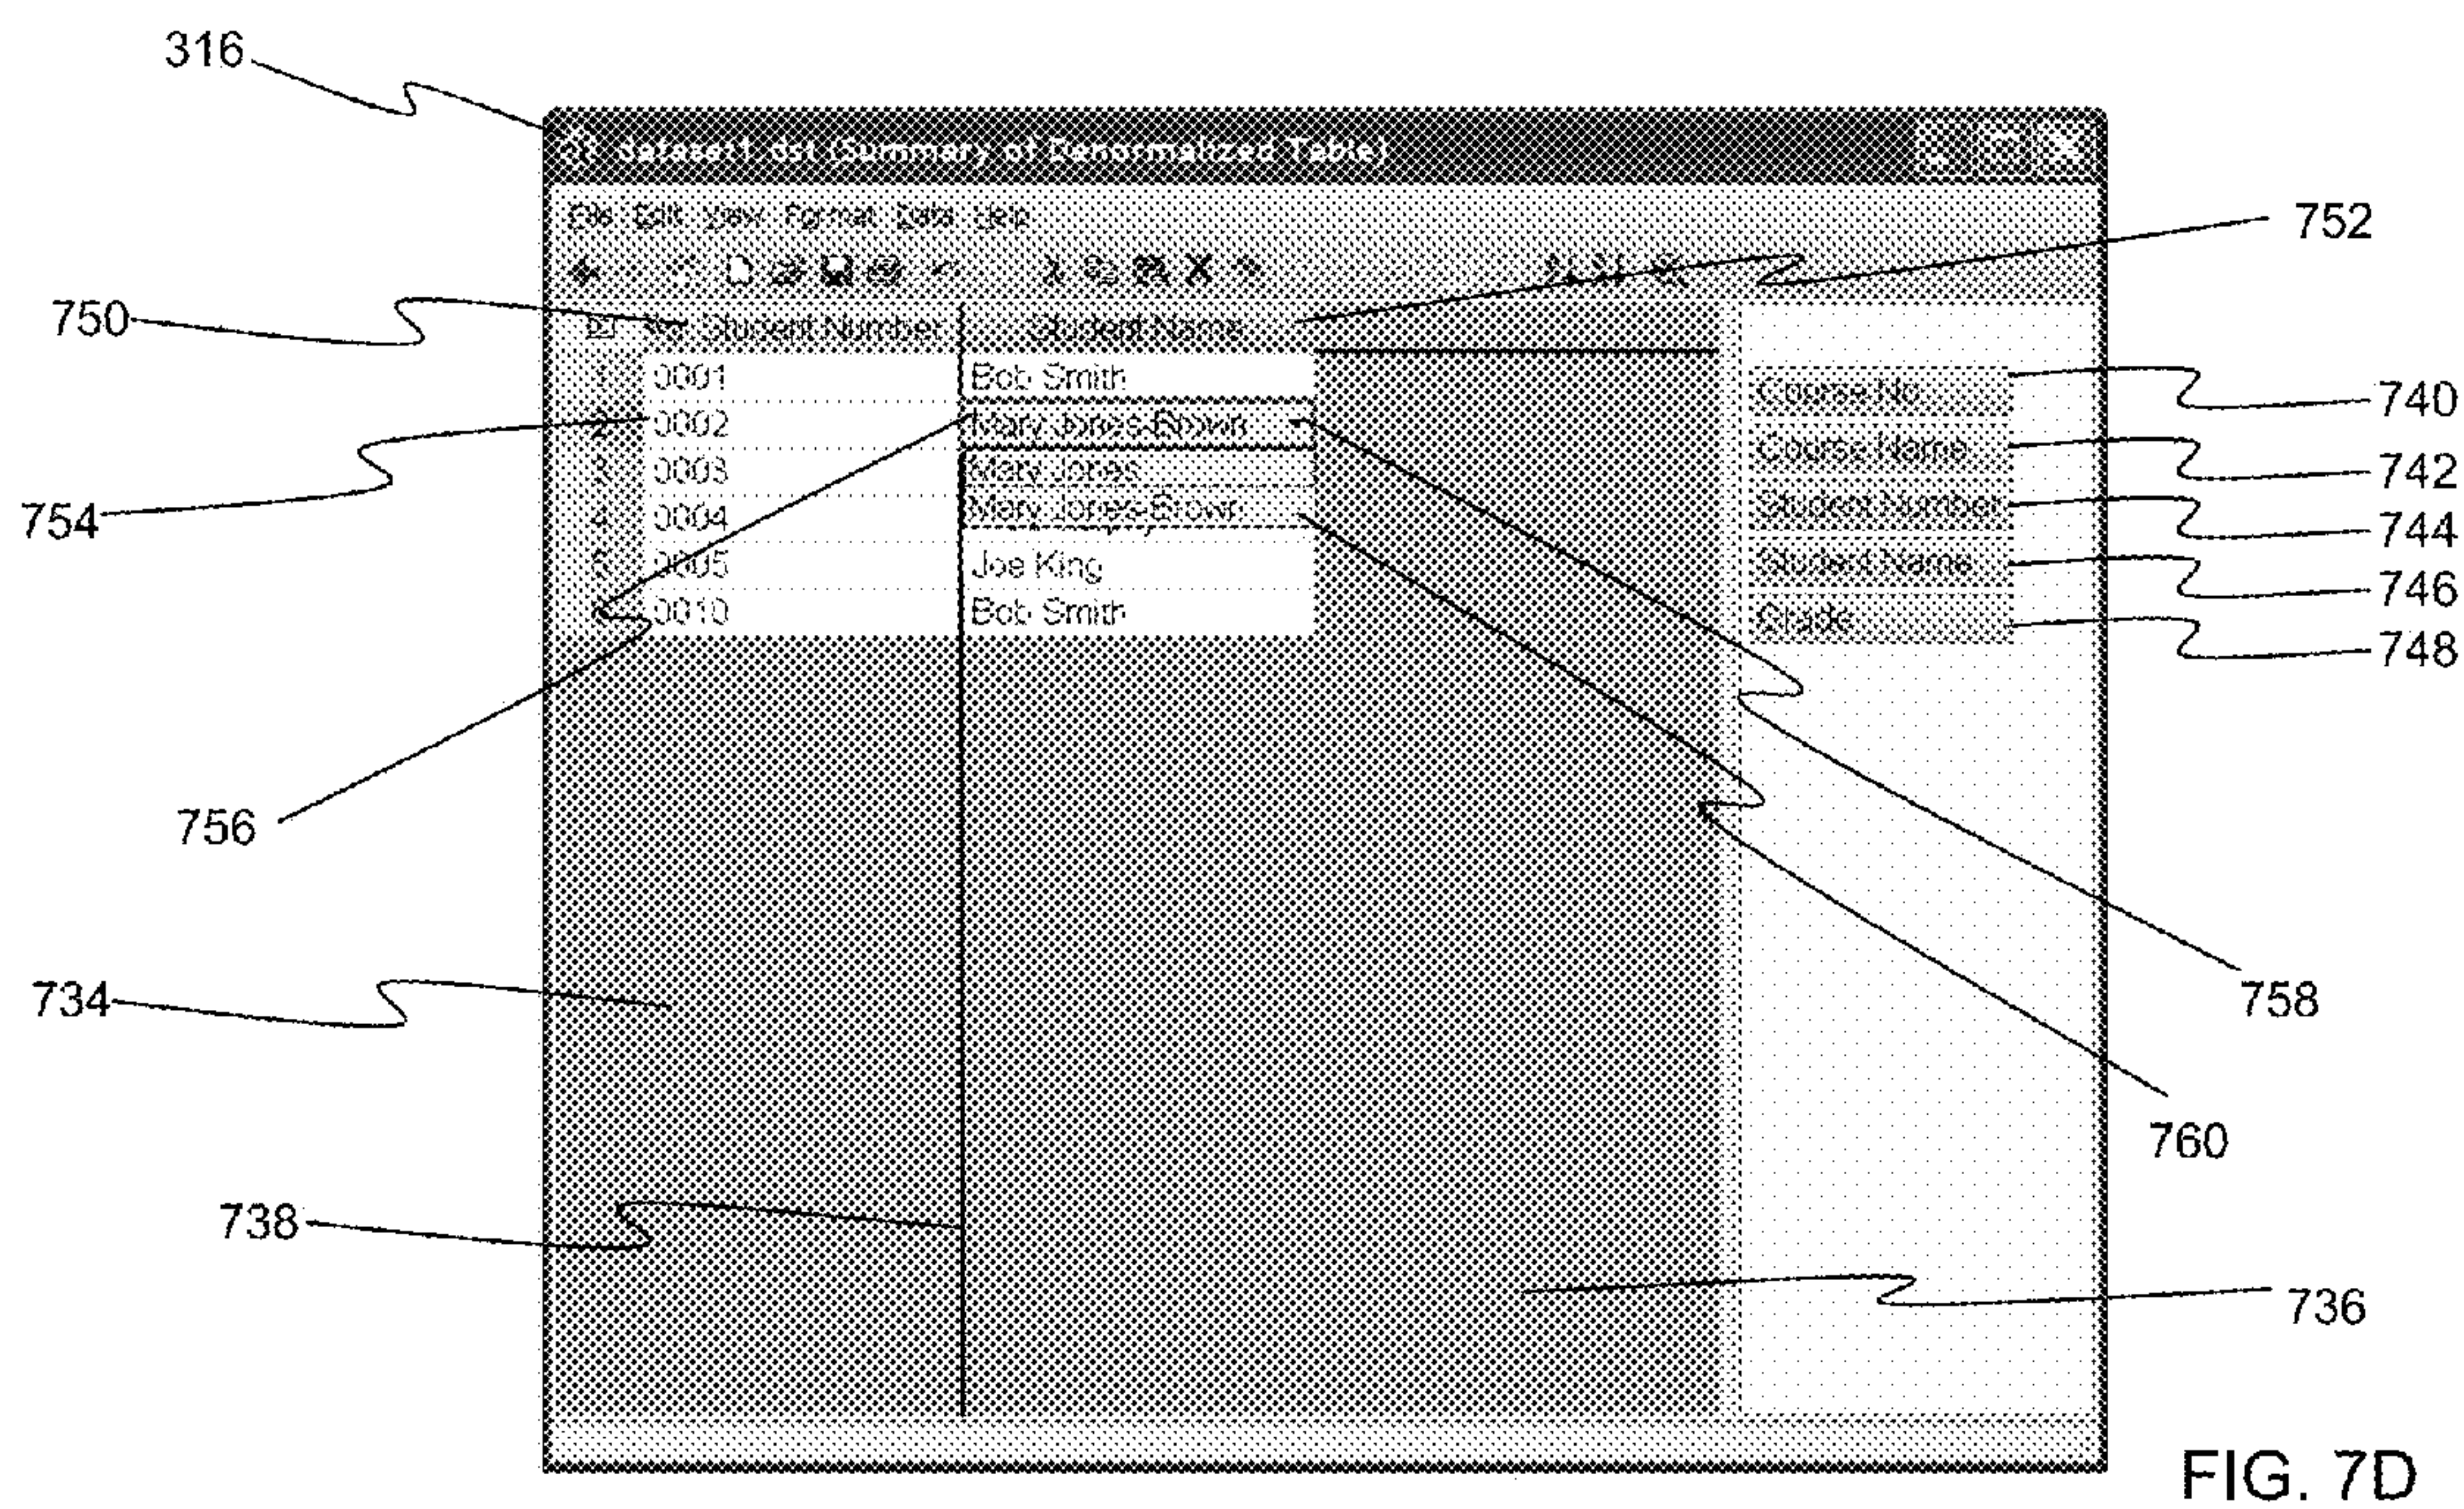 316
dataset1.dst (Summary of Denormalized Table)
File Edit View Format Data Help
752
750
Student Number Student Name
1 0001 Bob Smith
Course No
740
2 0002 Mary Jones-Brown
Course Name
742
3 0003 Mary Jones
754
4 0004 Mary Jones-Brown
Student Number
744
5 0005 Joe King
Student Name
746
0010 Bob Smith
Grade
748
756
734
758
760
738
736
FIG. 7D